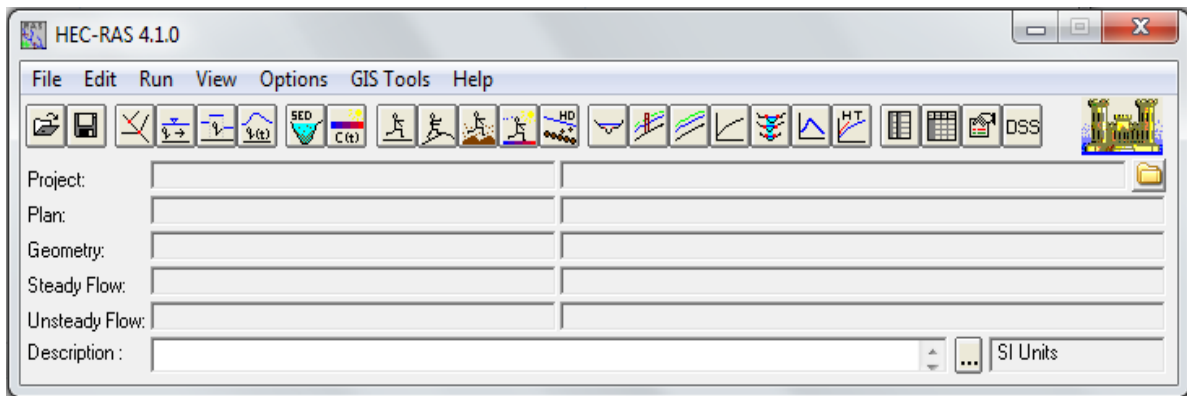 HEC-RAS 4.1.0
File Edit Run View Options GIS Tools Help
SED C(t) HD HT DSS
Project:
Plan:
Geometry:
Steady Flow:
Unsteady Flow:
Description : ... SI Units